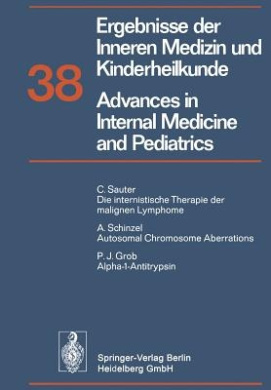 Ergebnisse der
Inneren Medizin und
Kinderheilkunde
38
Advances in
Internal Medicine
and Pediatrics
C. Sauter
Die internistische Therapie der
malignen Lymphome
A. Schinzel
Autosomal Chromosome Aberrations
P. J. Grob
Alpha-1-Antitrypsin
Springer-Verlag Berlin
Heidelberg GmbH